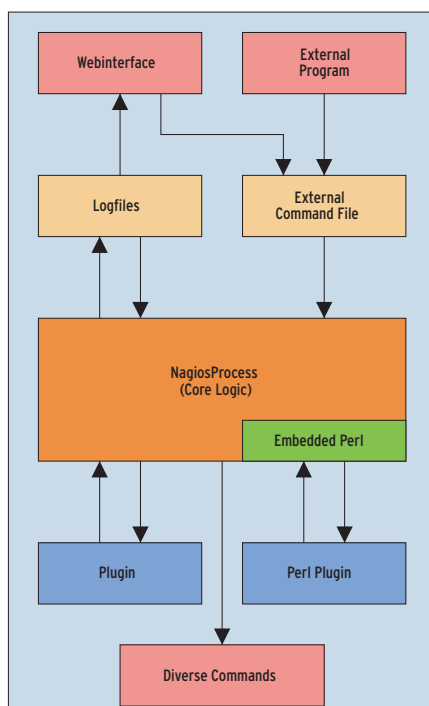 Webinterface
External
Program
Logfiles
External
Command File
NagiosProcess
(Core Logic)
Embedded Perl
Plugin
Perl Plugin
Diverse Commands